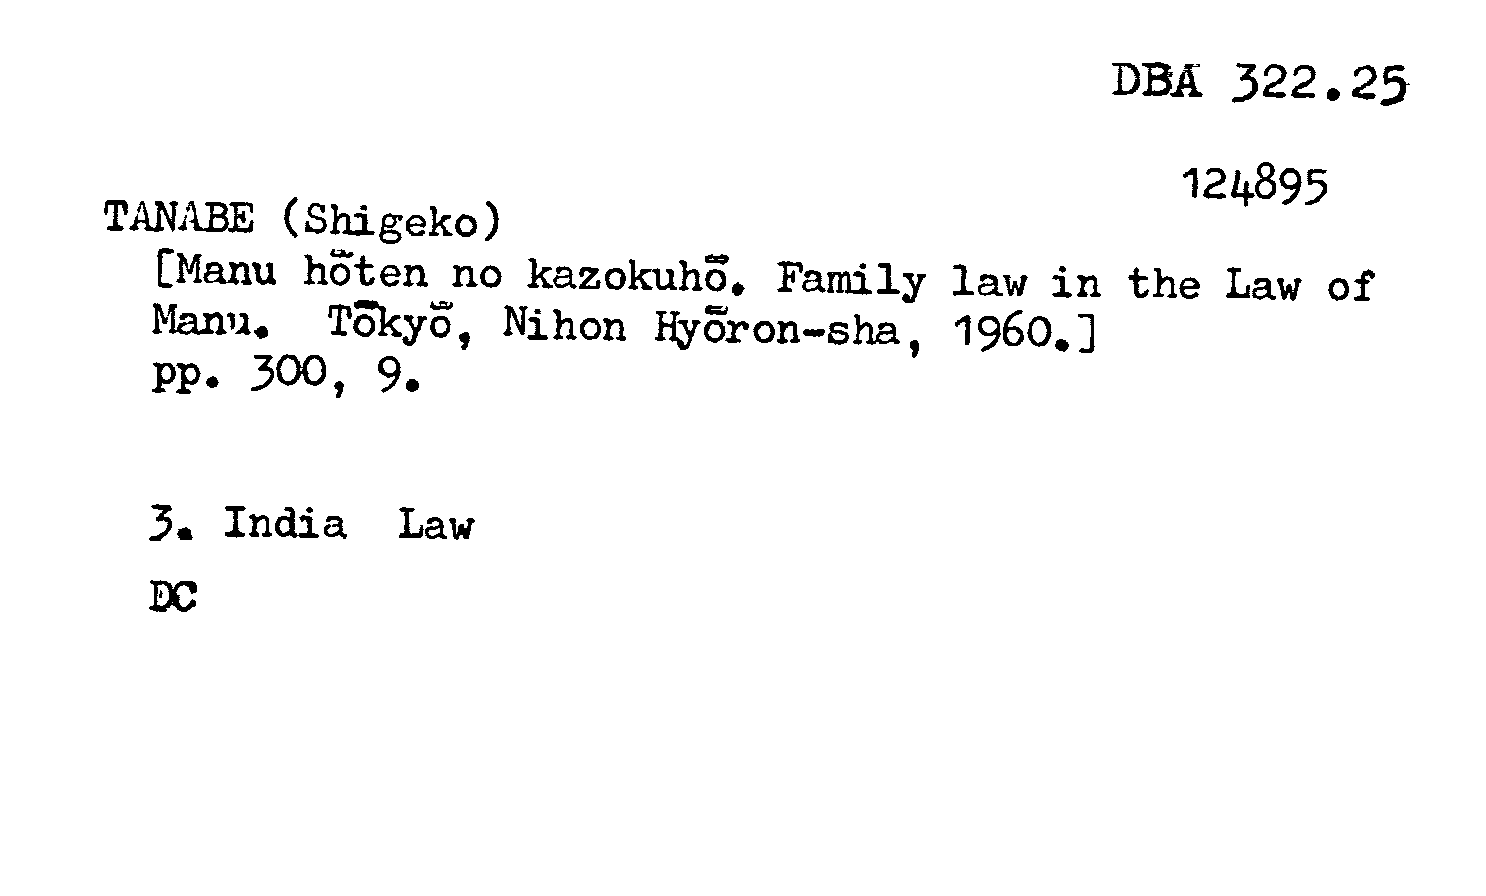 DBA 322.25
124895
TANABE (Shigeko)
[Manu hōten no kazokuhō. Family law in the Law of
Manu. Tōkyō, Nihon Hyōron-sha, 1960.]
pp. 300, 9.
3. India Law
DC